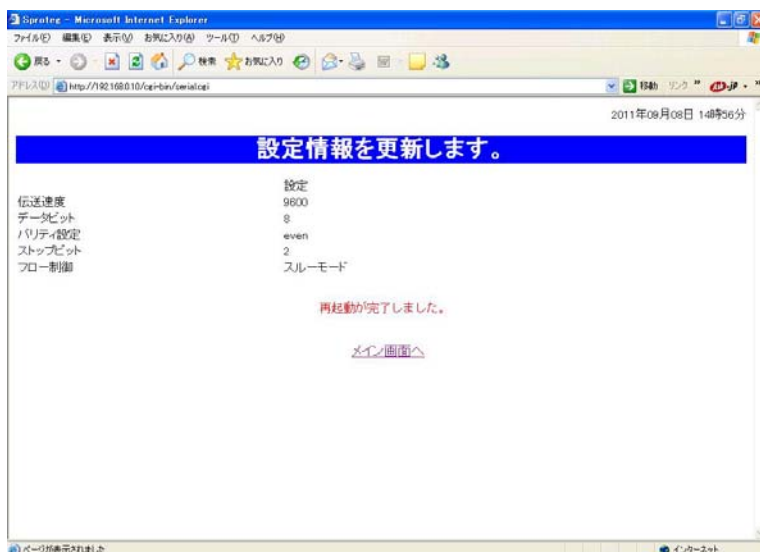 Sproteg - Microsoft Internet Explorer
ファイル(F) 編集(E) 表示(V) お気に入り(A) ツール(T) ヘルプ(H)
戻る 検索 お気に入り
アドレス(D) http://192.168.0.10/cgi-bin/serial.cgi 移動 リンク
2011年09月08日 14時56分
設定情報を更新します。
設定
伝送速度 9600
データビット 8
パリティ設定 even
ストップビット 2
フロー制御 スルーモード
再起動が完了しました。
メイン画面へ
ページが表示されました インターネット